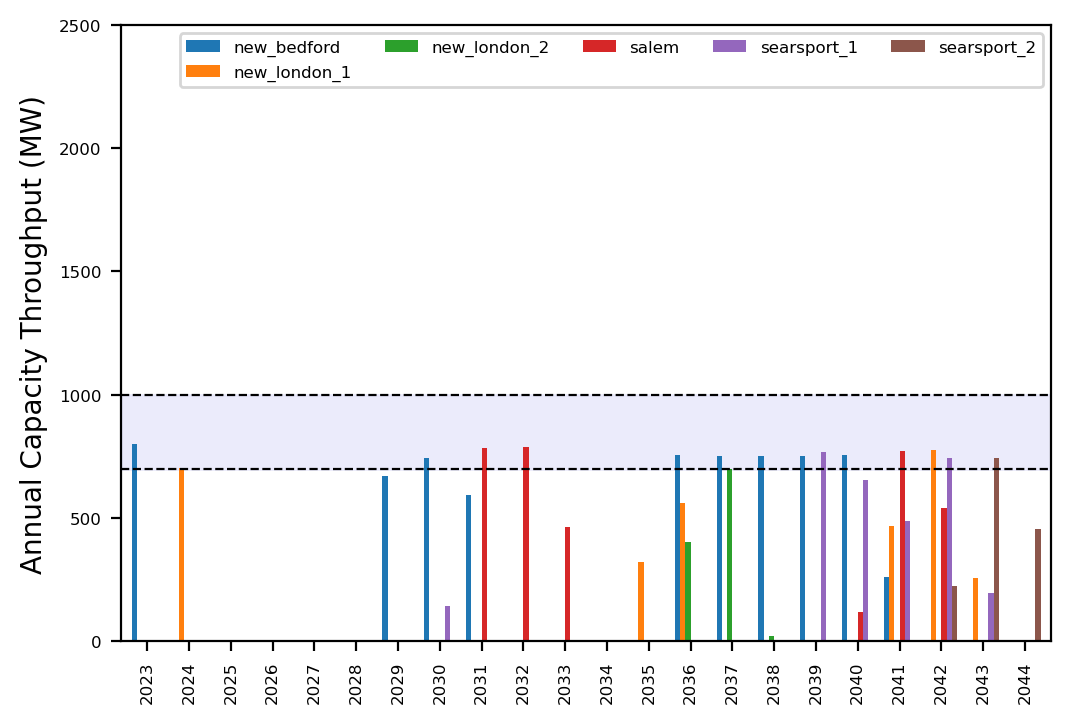 Annual Capacity Throughput (MW)
2500
2000
1500
1000
500
0
new_bedford new_london_2 salem searsport_1 searsport_2
new_london_1
2023 2024 2025 2026 2027 2028 2029 2030 2031 2032 2033 2034 2035 2036 2037 2038 2039 2040 2041 2042 2043 2044